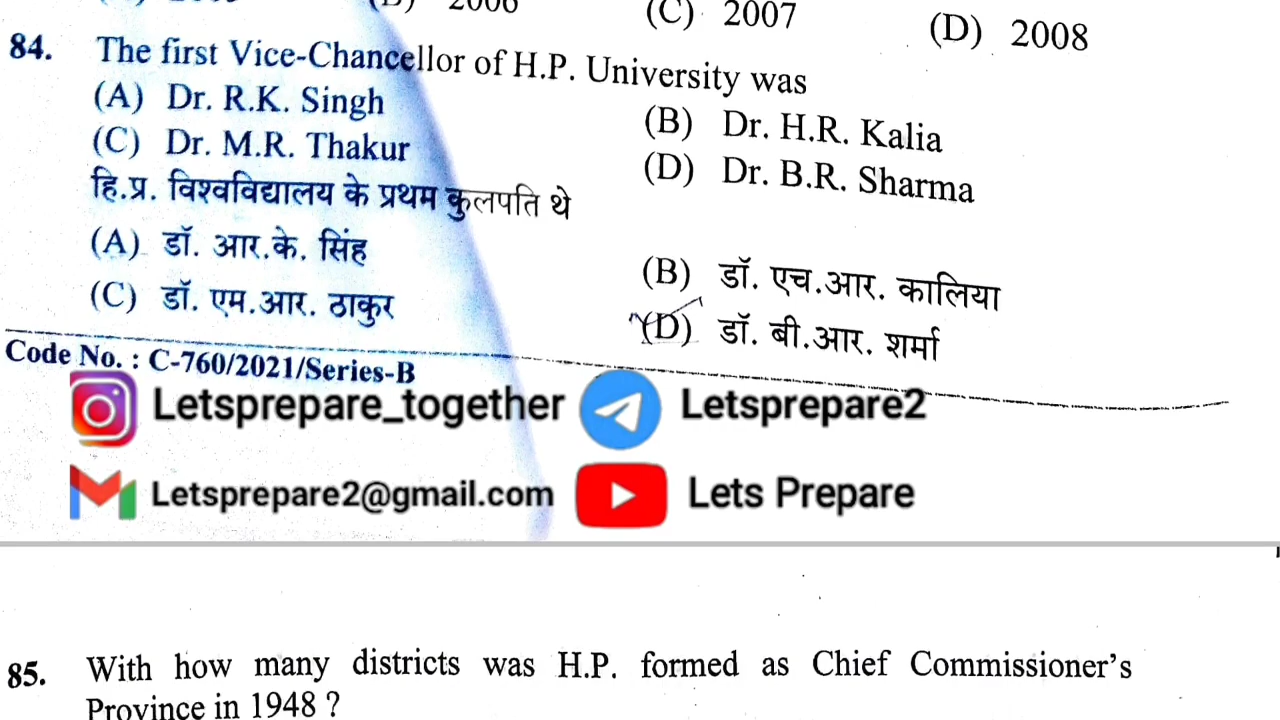 (C) 2007 (D) 2008
84. The first Vice-Chancellor of H.P. University was
(A) Dr. R.K. Singh (B) Dr. H.R. Kalia
(C) Dr. M.R. Thakur (D) Dr. B.R. Sharma
हि.प्र. विश्वविद्यालय के प्रथम कुलपति थे
(A) डॉ. आर.के. सिंह (B) डॉ. एच.आर. कालिया
(C) डॉ. एम.आर. ठाकुर (D) डॉ. बी.आर. शर्मा
Code No. : C-760/2021/Series-B
Letsprepare_together Letsprepare2
Letsprepare2@gmail.com Lets Prepare
85. With how many districts was H.P. formed as Chief Commissioner's
Province in 1948 ?